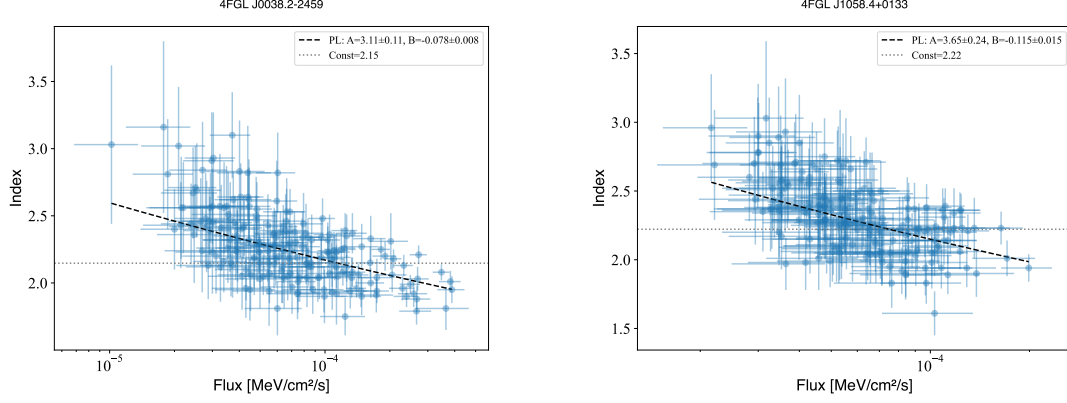 4FGL J0038.2-2459
PL: A=3.11±0.11, B=-0.078±0.008
Const=2.15
3.5
3.0
2.5
2.0
Index
10⁻⁵
10⁻⁴
Flux [MeV/cm²/s]
4FGL J1058.4+0133
PL: A=3.65±0.24, B=-0.115±0.015
Const=2.22
3.5
3.0
2.5
2.0
1.5
Index
10⁻⁴
Flux [MeV/cm²/s]